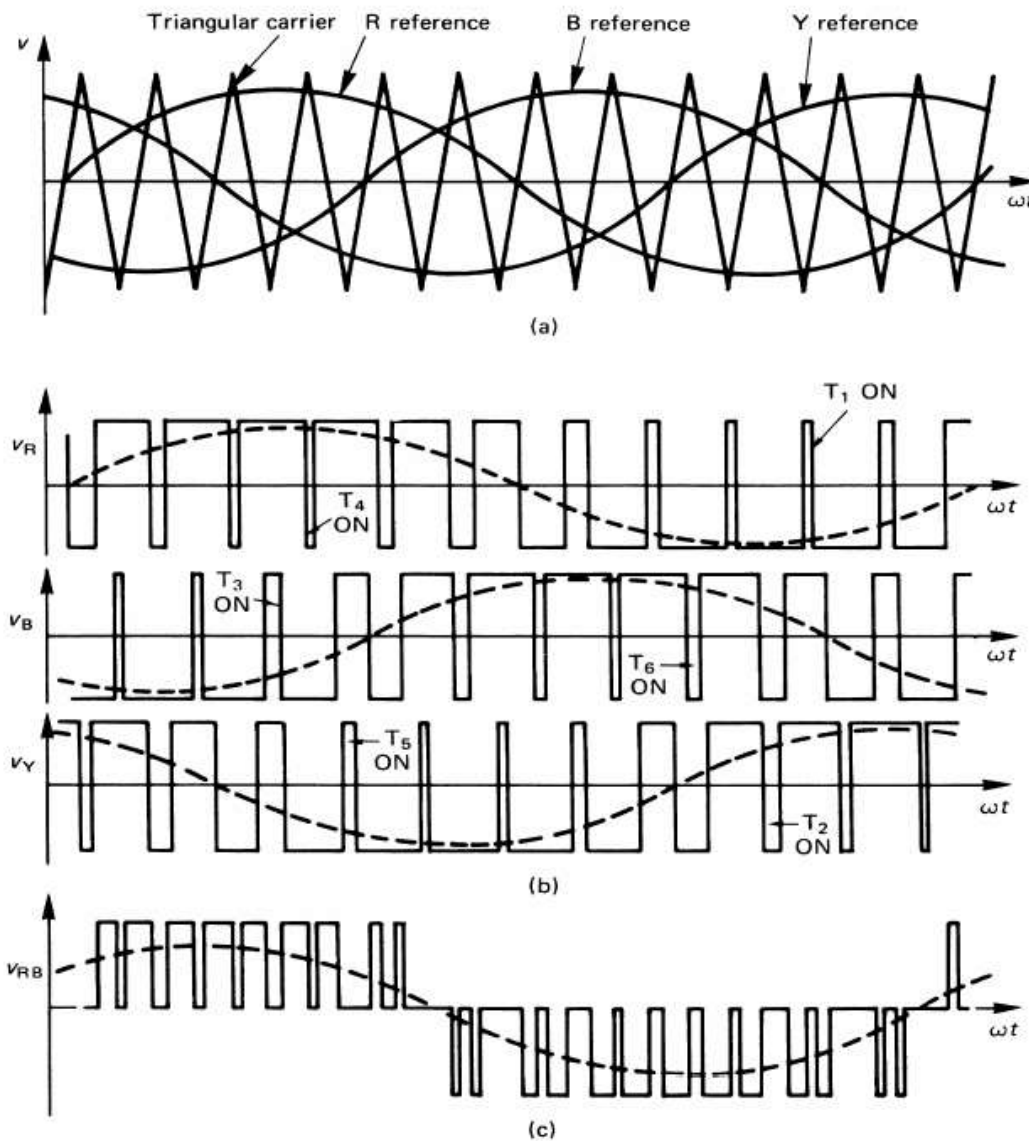 Triangular carrier
R reference
B reference
Y reference
v
ωt
(a)
T₁ ON
v_R
T₄
ON
ωt
v_B
T₃
ON
T₆
ON
ωt
v_Y
T₅
ON
T₂
ON
ωt
(b)
v_RB
ωt
(c)